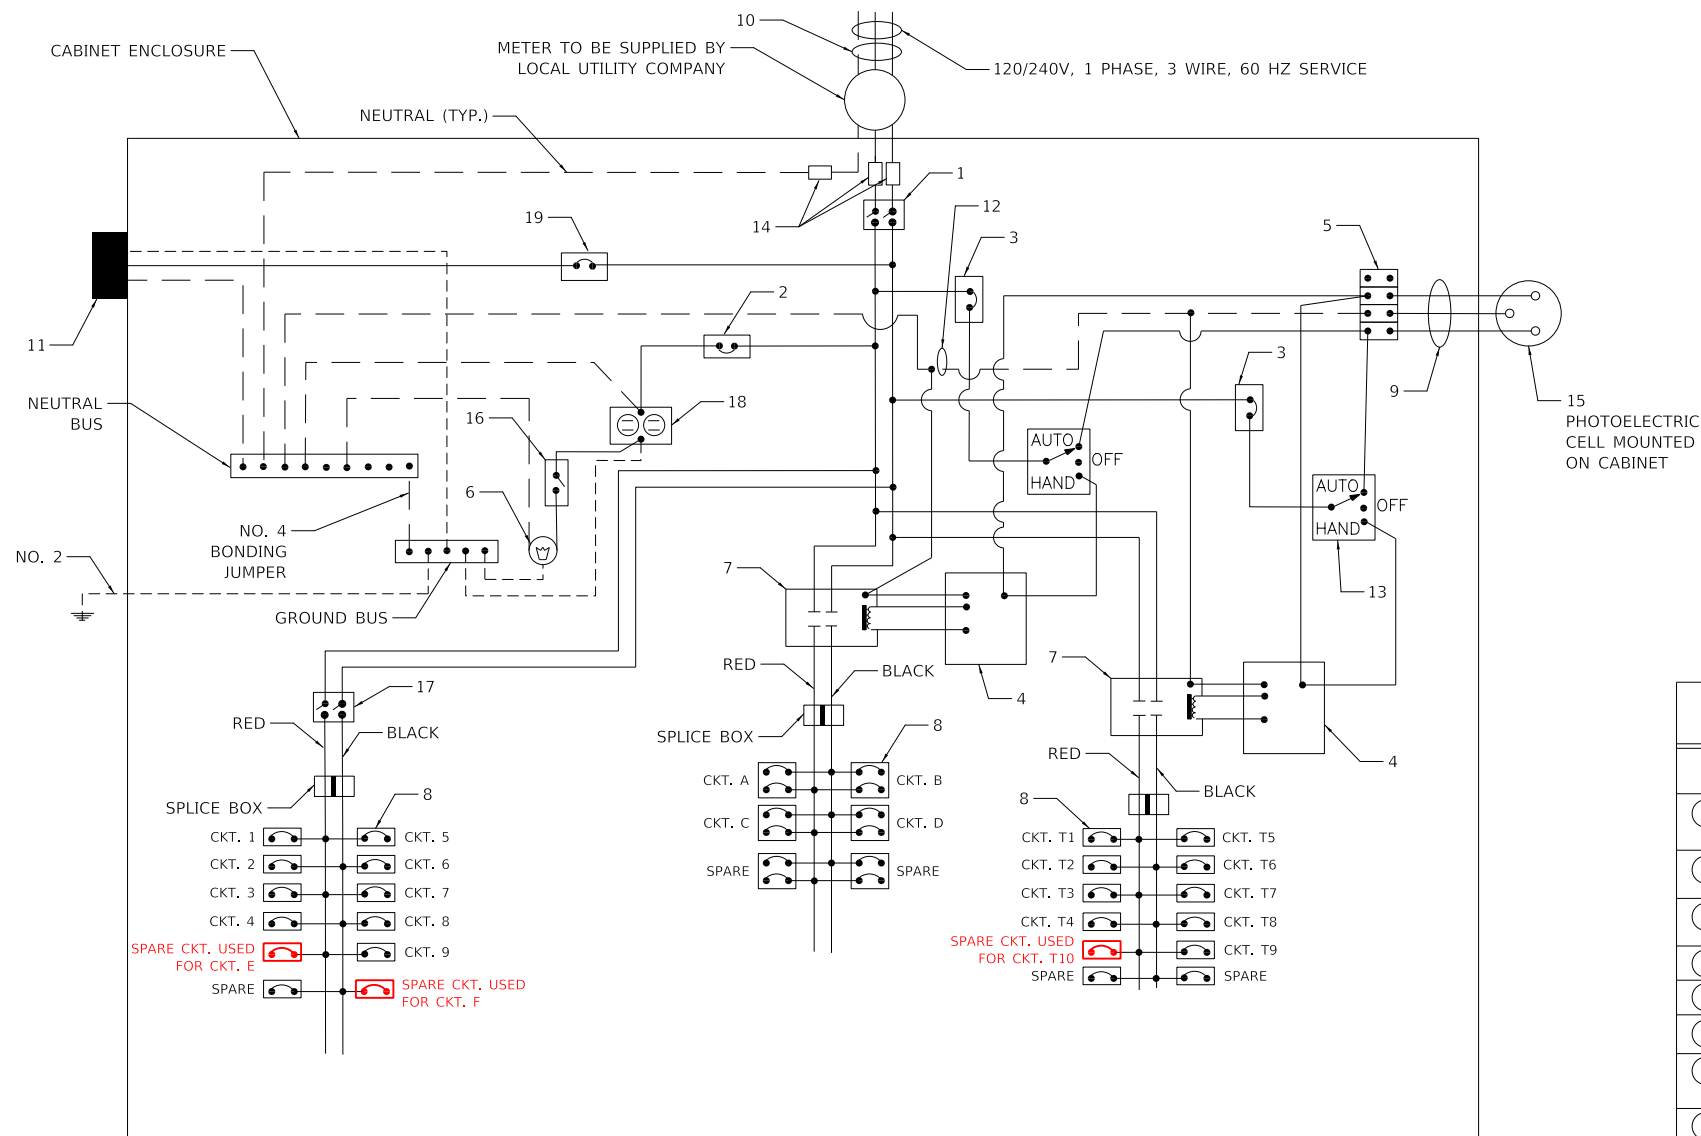 10
CABINET ENCLOSURE
METER TO BE SUPPLIED BY
LOCAL UTILITY COMPANY
120/240V, 1 PHASE, 3 WIRE, 60 HZ SERVICE
NEUTRAL (TYP.)
1
14
12
19
3
5
2
11
3
9
15
PHOTOELECTRIC
CELL MOUNTED
ON CABINET
NEUTRAL
BUS
18
16
AUTO
OFF
HAND
6
AUTO
OFF
HAND
NO. 4
BONDING
JUMPER
NO. 2
GROUND BUS
7
13
RED
BLACK
4
7
17
RED
BLACK
SPLICE BOX
8
RED
4
BLACK
CKT. A
CKT. B
CKT. C
CKT. D
SPARE
SPARE
SPLICE BOX
8
CKT. 1
CKT. 5
CKT. 2
CKT. 6
CKT. 3
CKT. 7
CKT. 4
CKT. 8
SPARE CKT. USED
FOR CKT. E
CKT. 9
SPARE
SPARE CKT. USED
FOR CKT. F
8
CKT. T1
CKT. T5
CKT. T2
CKT. T6
CKT. T3
CKT. T7
CKT. T4
CKT. T8
SPARE CKT. USED
FOR CKT. T10
CKT. T9
SPARE
SPARE